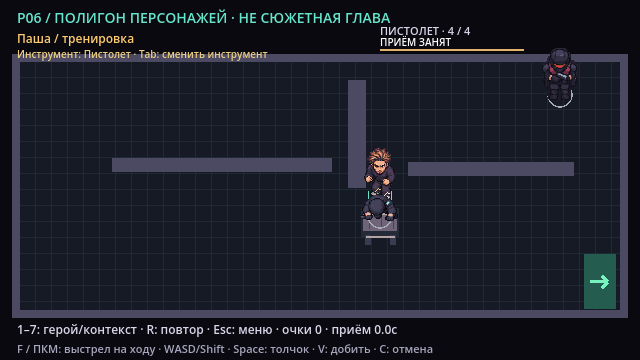 P06 / ПОЛИГОН ПЕРСОНАЖЕЙ · НЕ СЮЖЕТНАЯ ГЛАВА
Паша / тренировка
Инструмент: Пистолет · Tab: сменить инструмент
ПИСТОЛЕТ · 4 / 4
ПРИЁМ ЗАНЯТ
1–7: герой/контекст · R: повтор · Esc: меню · очки 0 · приём 0.0с
F / ПКМ: выстрел на ходу · WASD/Shift · Space: толчок · V: добить · C: отмена